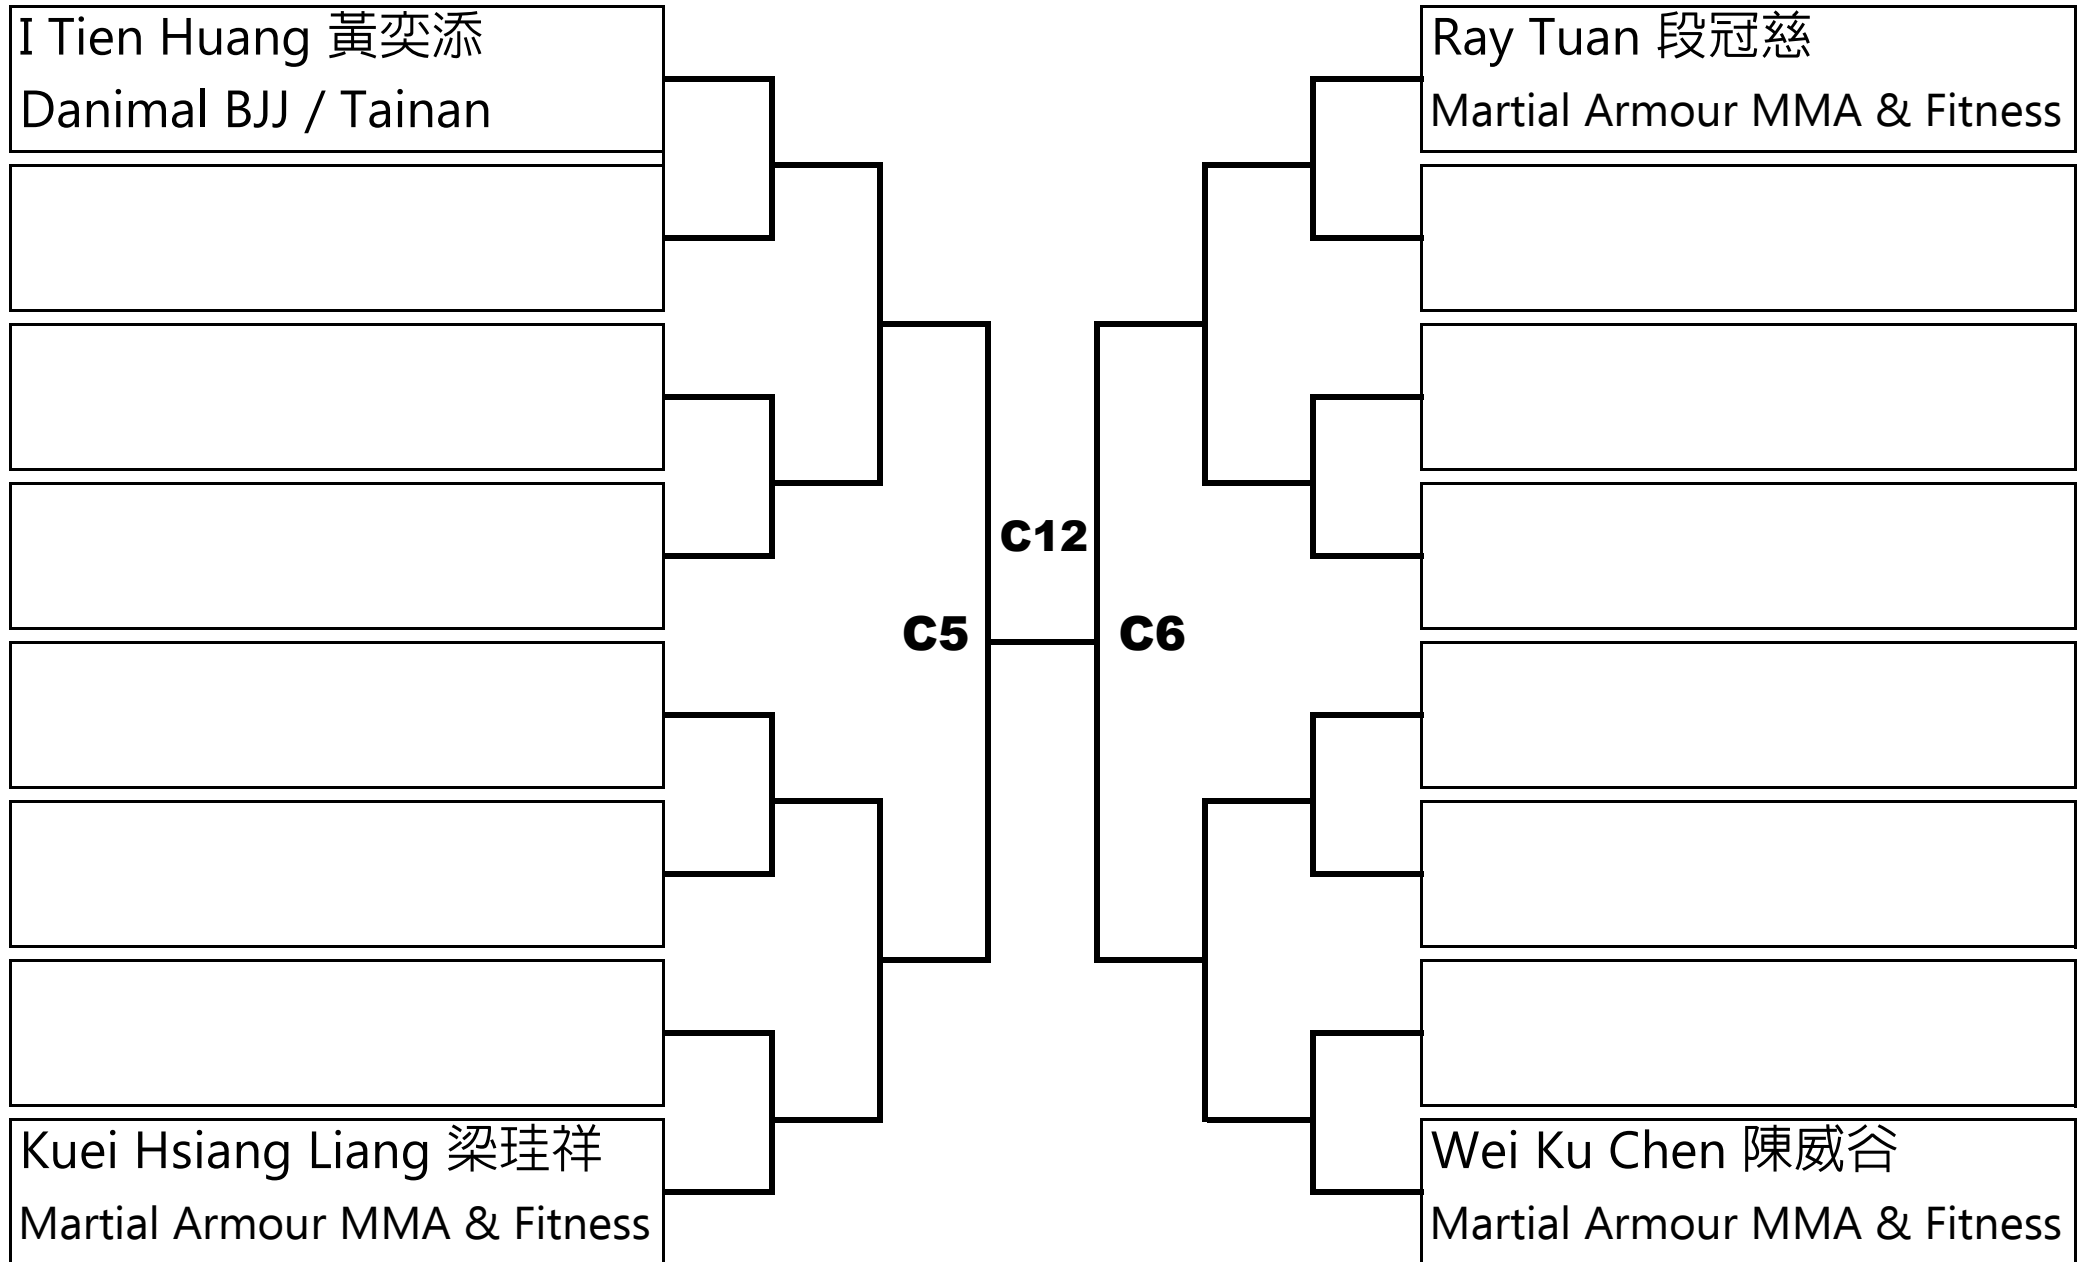 I Tien Huang 黃奕添
Danimal BJJ / Tainan
Kuei Hsiang Liang 梁珪祥
Martial Armour MMA & Fitness
C5
C12
C6
Ray Tuan 段冠慈
Martial Armour MMA & Fitness
Wei Ku Chen 陳威谷
Martial Armour MMA & Fitness